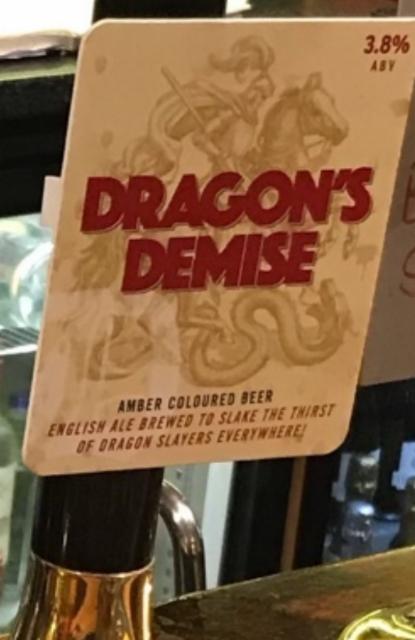 3.8%
ABV
DRAGON'S
DEMISE
AMBER COLOURED BEER
ENGLISH ALE BREWED TO SLAKE THE THIRST
OF DRAGON SLAYERS EVERYWHERE!